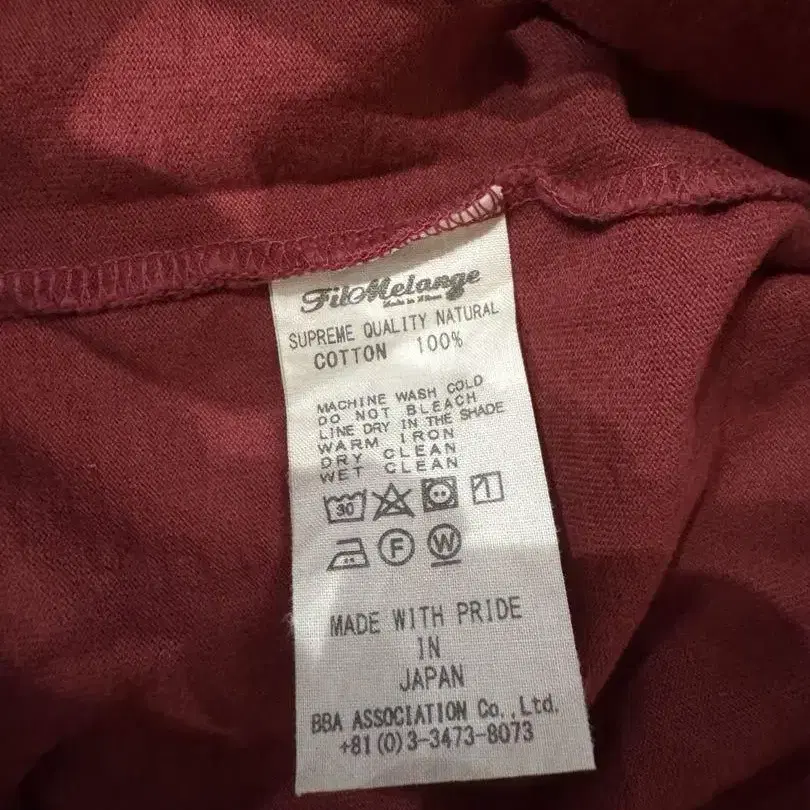 FilMelange
SUPREME QUALITY NATURAL
COTTON 100%
MACHINE WASH COLD
DO NOT BLEACH
LINE DRY IN THE SHADE
WARM IRON
DRY CLEAN
WET CLEAN
30
F
W
MADE WITH PRIDE
IN
JAPAN
BBA ASSOCIATION Co.,Ltd.
+81(0)3-3473-8073